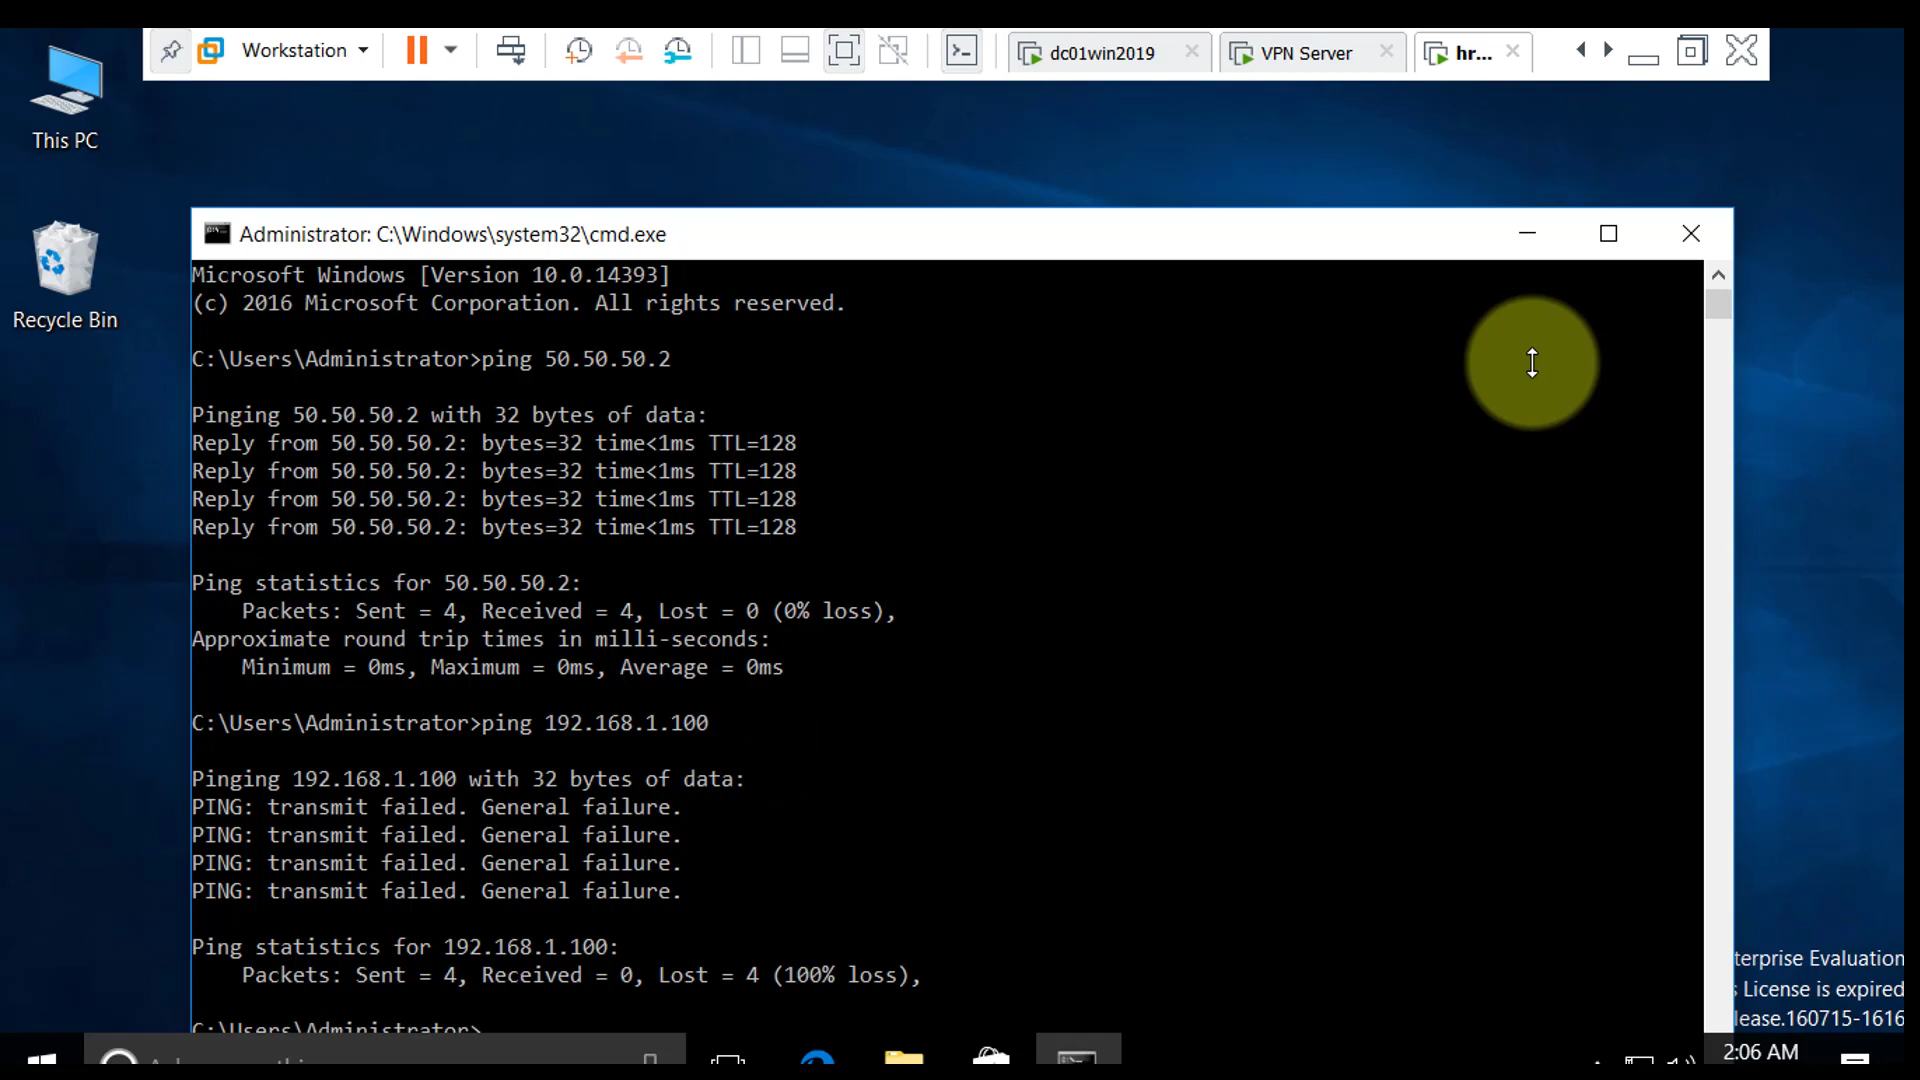 Workstation
dc01win2019
VPN Server
hr...
This PC
Recycle Bin
Administrator: C:\Windows\system32\cmd.exe
Microsoft Windows [Version 10.0.14393]
(c) 2016 Microsoft Corporation. All rights reserved.
C:\Users\Administrator>ping 50.50.50.2
Pinging 50.50.50.2 with 32 bytes of data:
Reply from 50.50.50.2: bytes=32 time<1ms TTL=128
Reply from 50.50.50.2: bytes=32 time<1ms TTL=128
Reply from 50.50.50.2: bytes=32 time<1ms TTL=128
Reply from 50.50.50.2: bytes=32 time<1ms TTL=128
Ping statistics for 50.50.50.2:
Packets: Sent = 4, Received = 4, Lost = 0 (0% loss),
Approximate round trip times in milli-seconds:
Minimum = 0ms, Maximum = 0ms, Average = 0ms
C:\Users\Administrator>ping 192.168.1.100
Pinging 192.168.1.100 with 32 bytes of data:
PING: transmit failed. General failure.
PING: transmit failed. General failure.
PING: transmit failed. General failure.
PING: transmit failed. General failure.
Ping statistics for 192.168.1.100:
Packets: Sent = 4, Received = 0, Lost = 4 (100% loss),
C:\Users\Administrator>
terprise Evaluation
License is expired
lease.160715-1616
2:06 AM